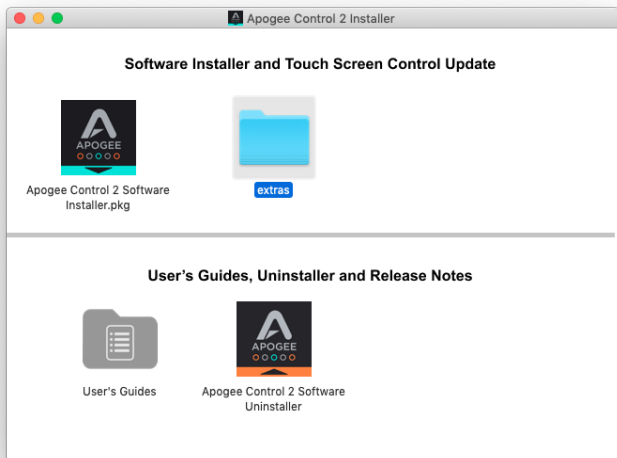 Apogee Control 2 Installer
Software Installer and Touch Screen Control Update
APOGEE
Apogee Control 2 Software
Installer.pkg
extras
User’s Guides, Uninstaller and Release Notes
APOGEE
User's Guides
Apogee Control 2 Software
Uninstaller